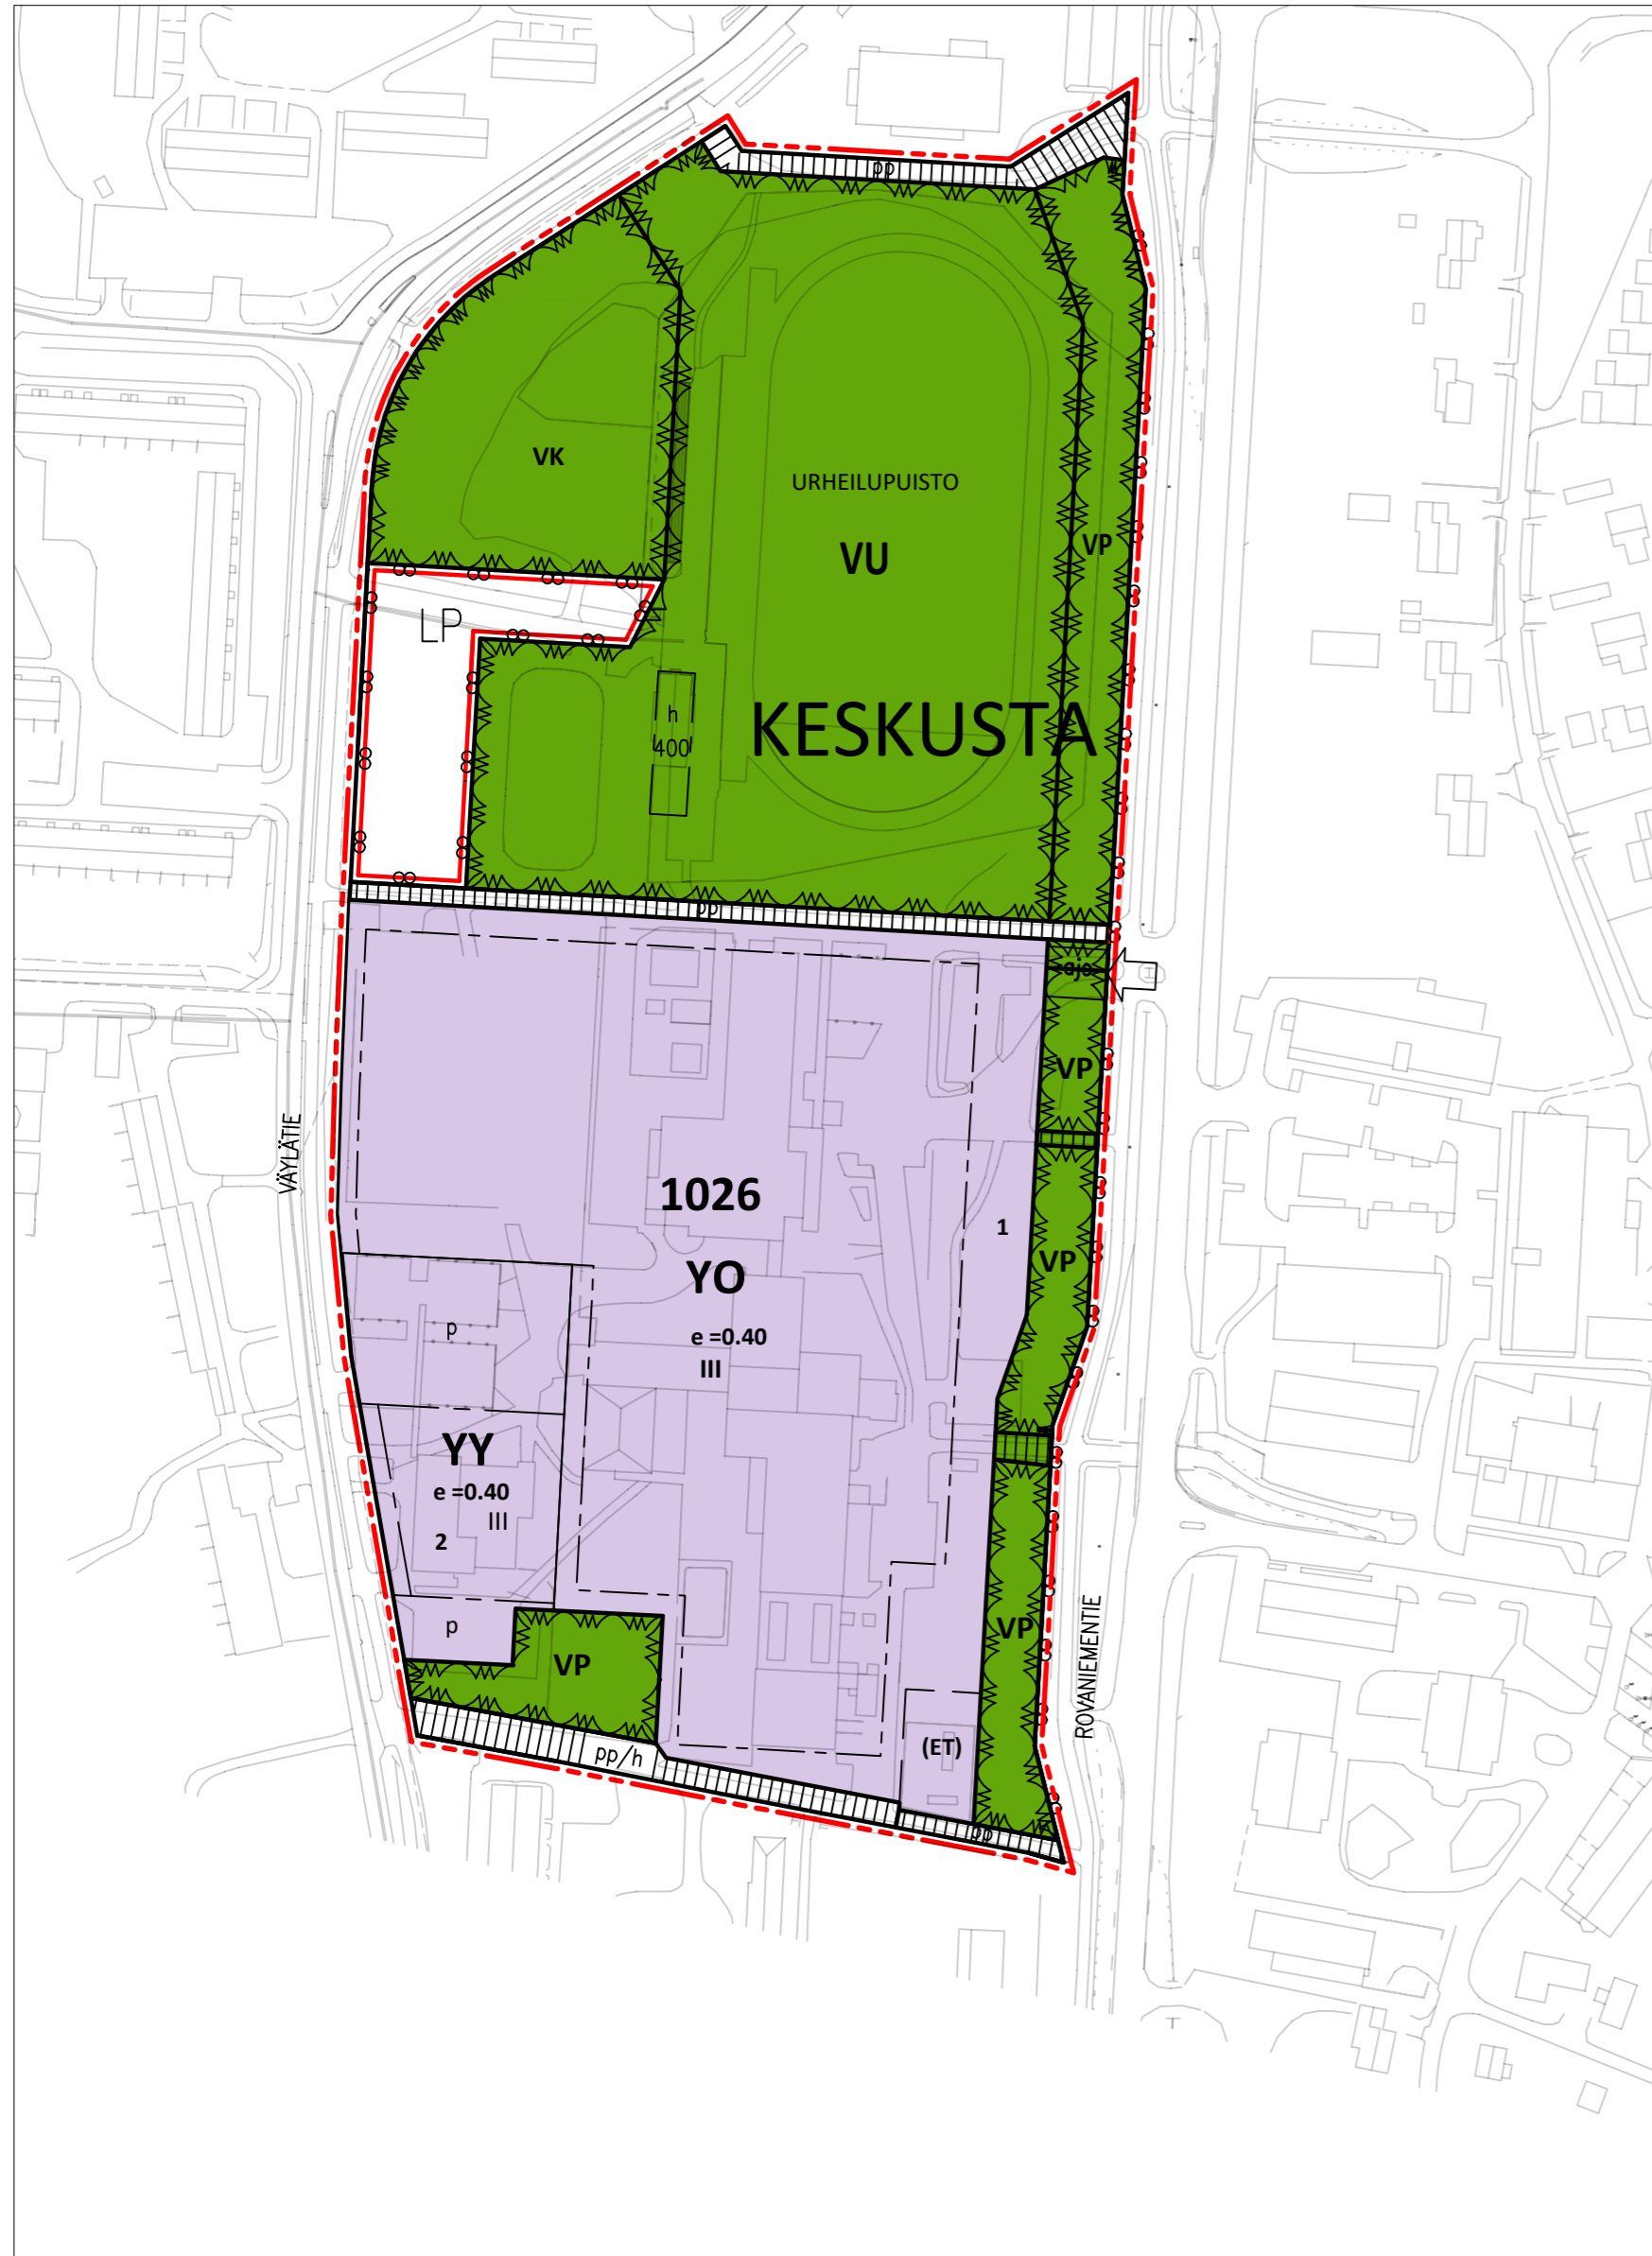 pp
VK
URHEILUPUISTO
VU
VP
LP
h
400
KESKUSTA
pp
ajo
VP
VÄYLÄTIE
1026
1
YO
VP
p
e =0.40
III
YY
e =0.40
III
2
p
VP
VP
ROVANIEMENTIE
(ET)
pp/h
pp